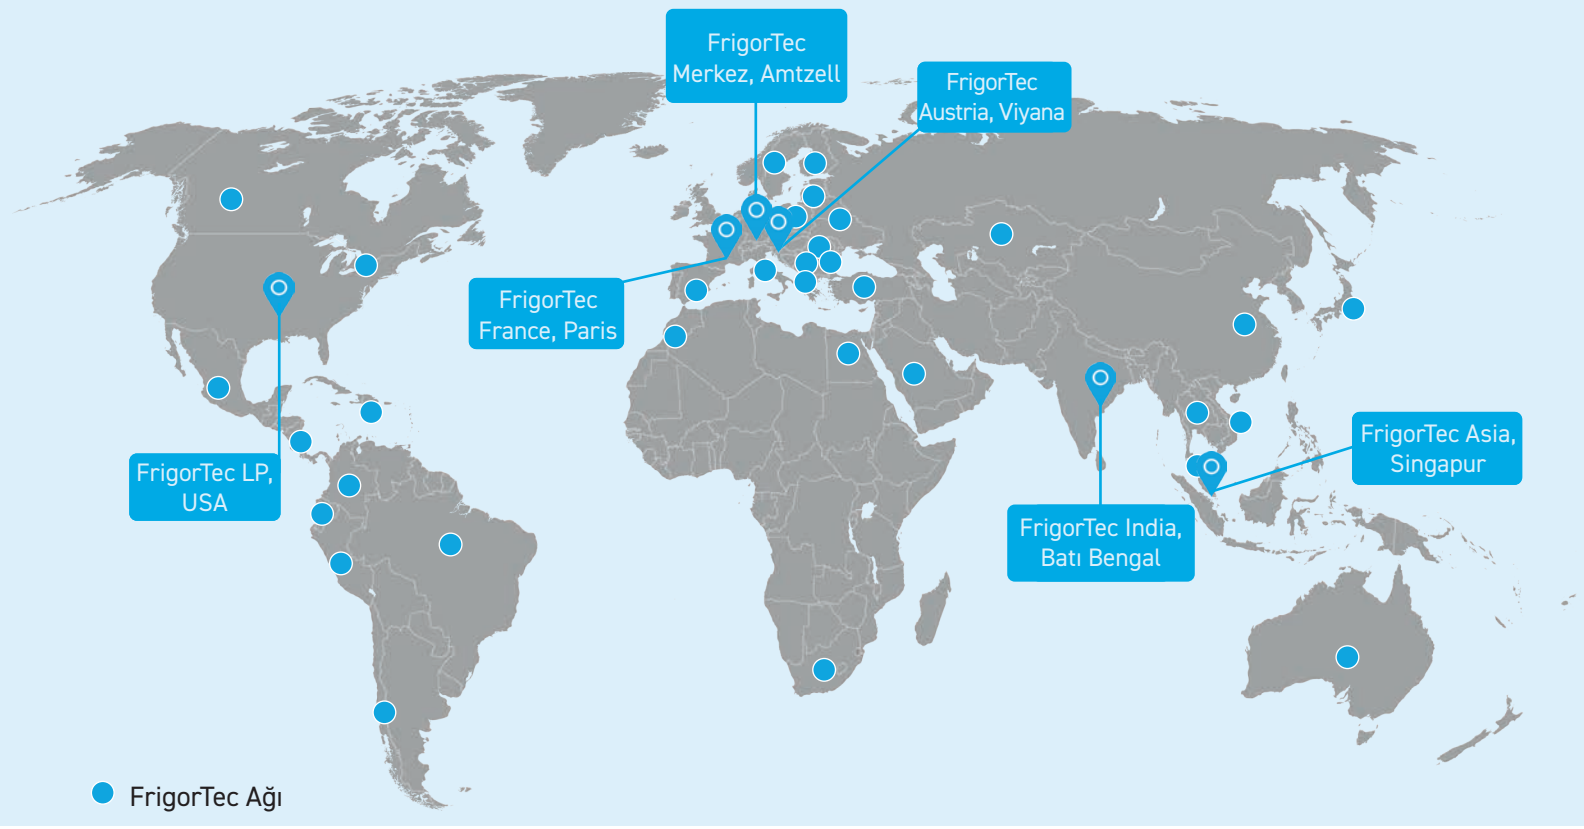 FrigorTec
Merkez, Amtzell
FrigorTec
Austria, Viyana
FrigorTec
France, Paris
FrigorTec LP,
USA
FrigorTec Asia,
Singapur
FrigorTec India,
Batı Bengal
FrigorTec Ağı